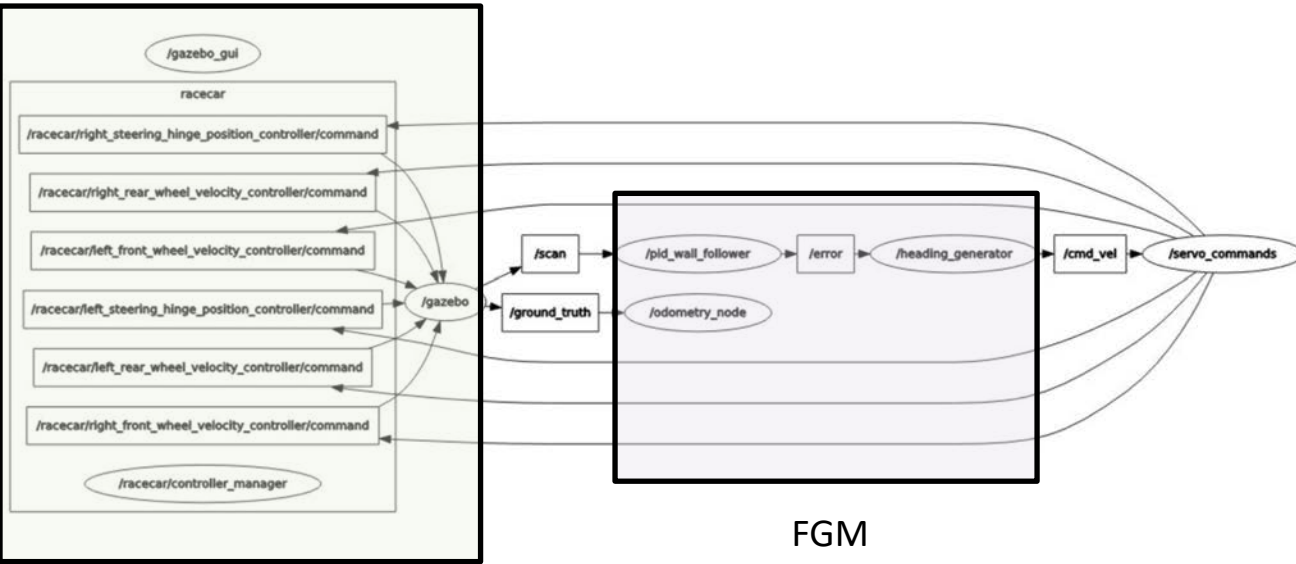 /gazebo_gui
racecar
/racecar/right_steering_hinge_position_controller/command
/racecar/right_rear_wheel_velocity_controller/command
/racecar/left_front_wheel_velocity_controller/command
/racecar/left_steering_hinge_position_controller/command
/racecar/left_rear_wheel_velocity_controller/command
/racecar/right_front_wheel_velocity_controller/command
/racecar/controller_manager
/gazebo
/scan
/ground_truth
/pid_wall_follower
/error
/heading_generator
/odometry_node
/cmd_vel
/servo_commands
FGM